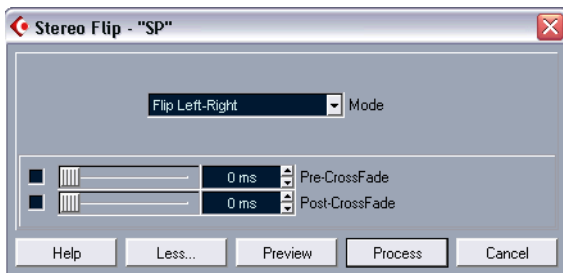 Stereo Flip - "SP"
Flip Left-Right Mode
0 ms Pre-CrossFade
0 ms Post-CrossFade
Help Less... Preview Process Cancel